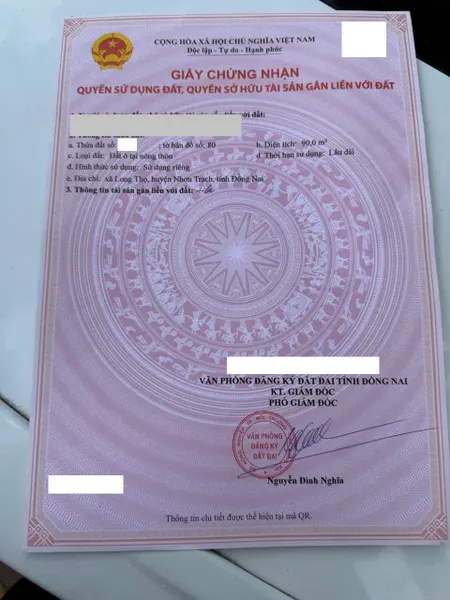 CỘNG HÒA XÃ HỘI CHỦ NGHĨA VIỆT NAM
Độc lập - Tự do - Hạnh phúc
GIẤY CHỨNG NHẬN
QUYỀN SỬ DỤNG ĐẤT, QUYỀN SỞ HỮU TÀI SẢN GẮN LIỀN VỚI ĐẤT
liền với đất:
a. Thửa đất số: ; tờ bản đồ số: 80 b. Diện tích: 90,0 m²
c. Loại đất: Đất ở tại nông thôn d. Thời hạn sử dụng: Lâu dài
đ. Hình thức sử dụng: Sử dụng riêng
e. Địa chỉ: xã Long Thọ, huyện Nhơn Trạch, tỉnh Đồng Nai
3. Thông tin tài sản gắn liền với đất: -/-
VĂN PHÒNG ĐĂNG KÝ ĐẤT ĐAI TỈNH ĐỒNG NAI
KT. GIÁM ĐỐC
PHÓ GIÁM ĐỐC
VĂN PHÒNG
ĐĂNG KÝ
ĐẤT ĐAI
Nguyễn Đình Nghĩa
Thông tin chi tiết được thể hiện tại mã QR.